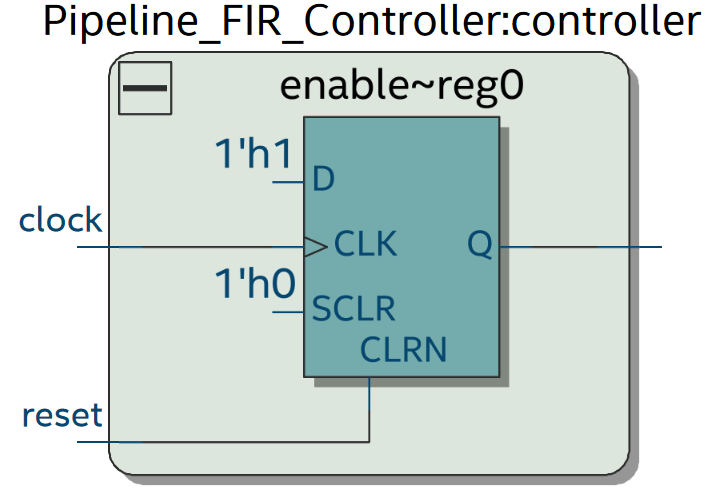 Pipeline_FIR_Controller:controller
enable~reg0
1'h1
D
clock
CLK
Q
1'h0
SCLR
CLRN
reset